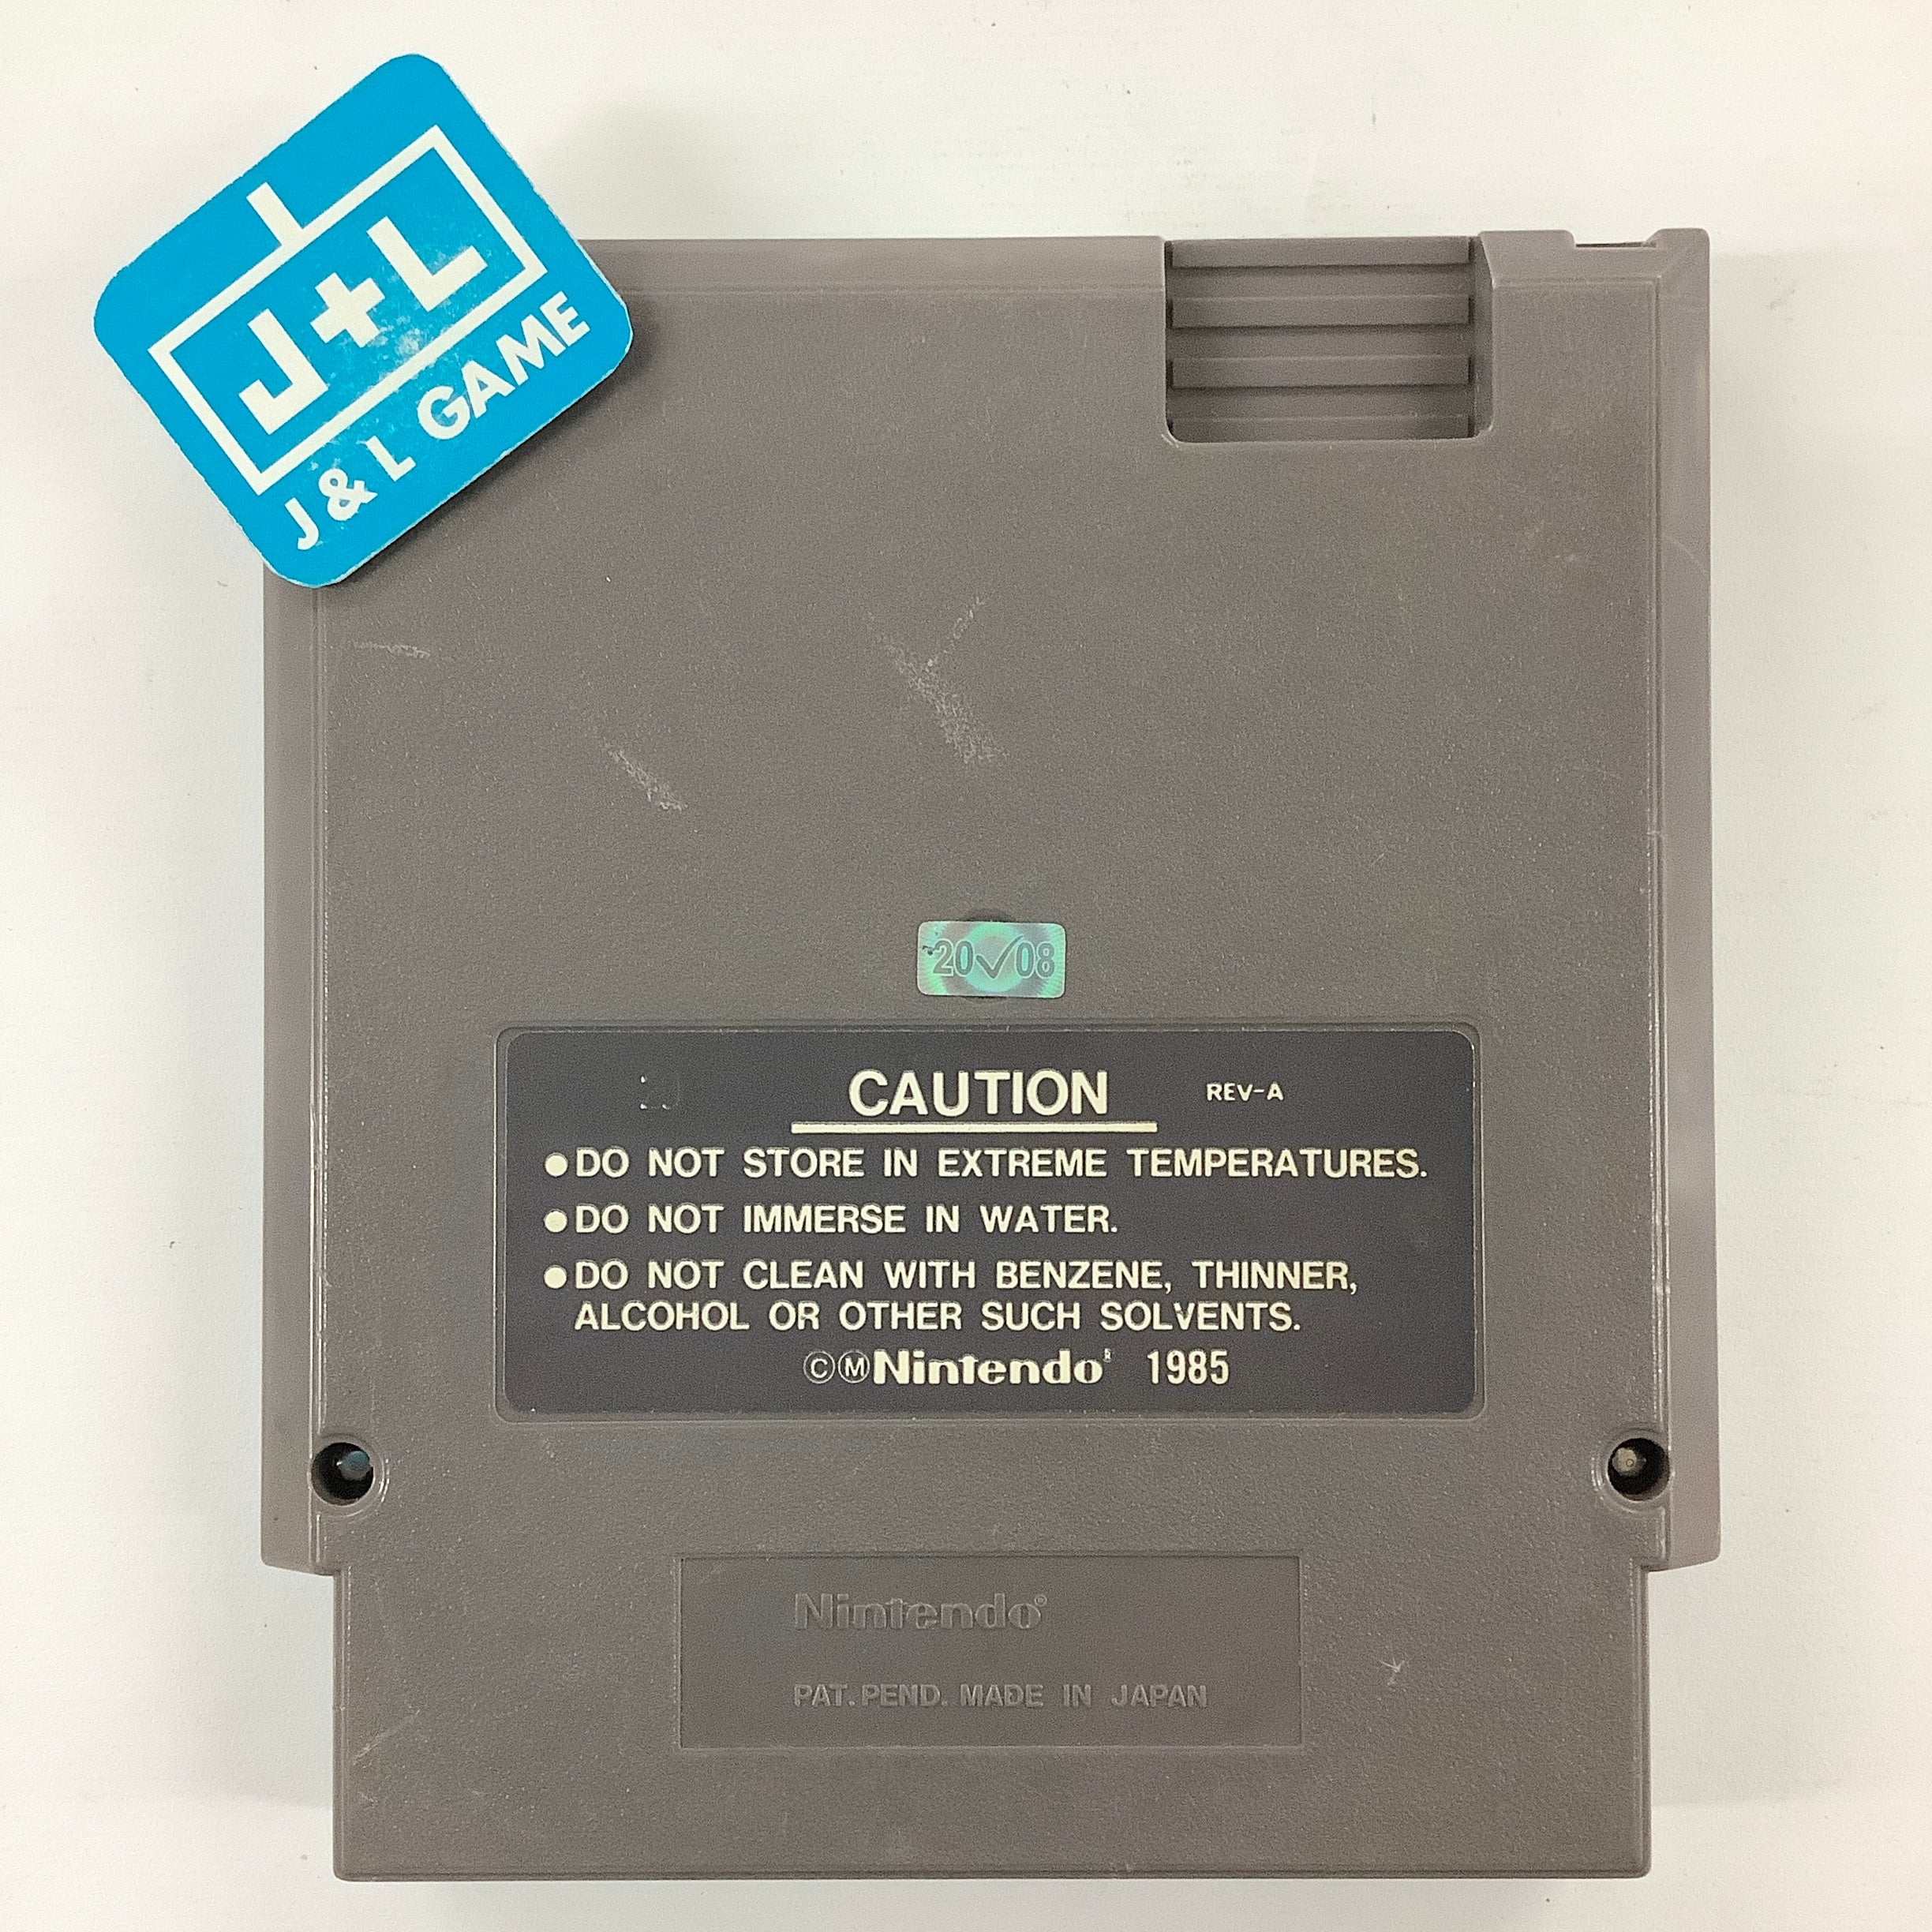 J+L
J & L GAME
20✓08
CAUTION REV-A
●DO NOT STORE IN EXTREME TEMPERATURES.
●DO NOT IMMERSE IN WATER.
●DO NOT CLEAN WITH BENZENE, THINNER,
ALCOHOL OR OTHER SUCH SOLVENTS.
©ⓂNintendo® 1985
Nintendo®
PAT. PEND. MADE IN JAPAN